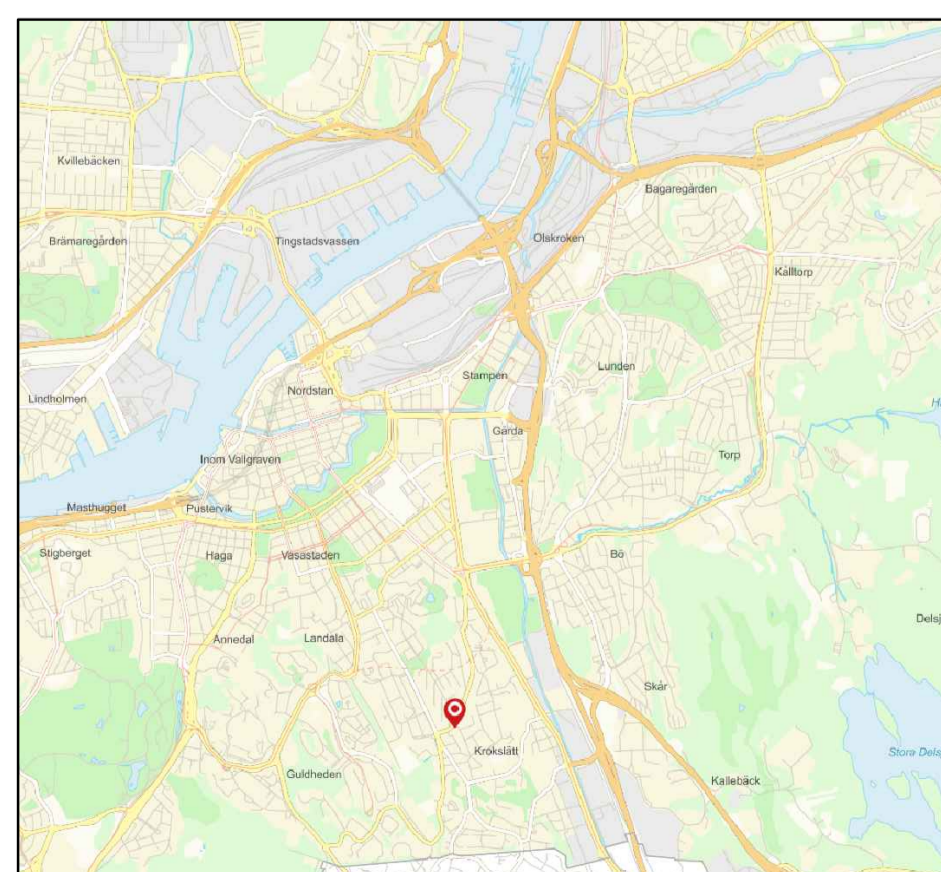 Kvillebäcken
Bagaregården
Brämaregården
Tingstadsvassen
Olskroken
Kålltorp
Lunden
Stampen
Nordstan
Lindholmen
Gårda
Torp
Inom Vallgraven
Masthugget
Pustervik
Stigberget
Haga
Vasastaden
Bö
Annedal
Landala
Delsj
Skår
Krokslätt
Stora Dels
Guldheden
Kallebäck